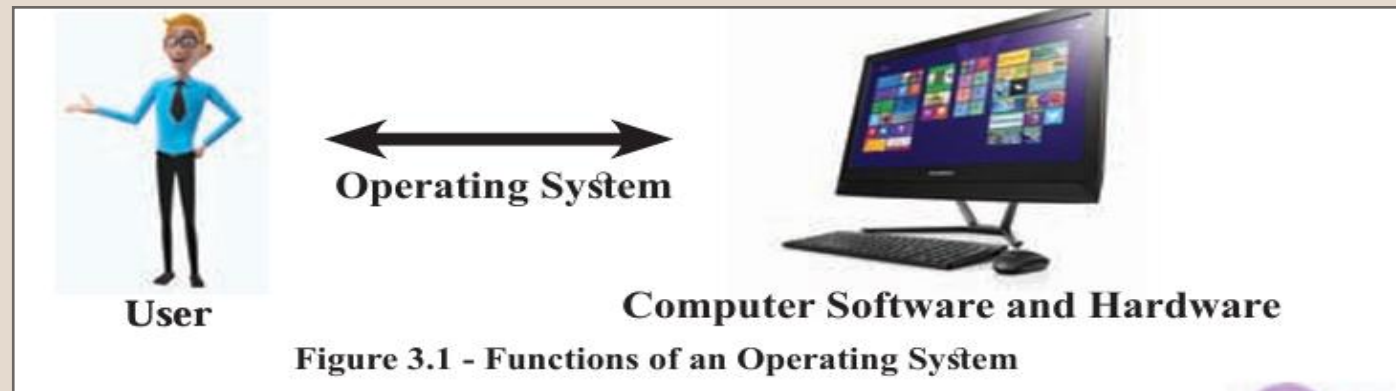 Operating System
User
Computer Software and Hardware
Figure 3.1 - Functions of an Operating System